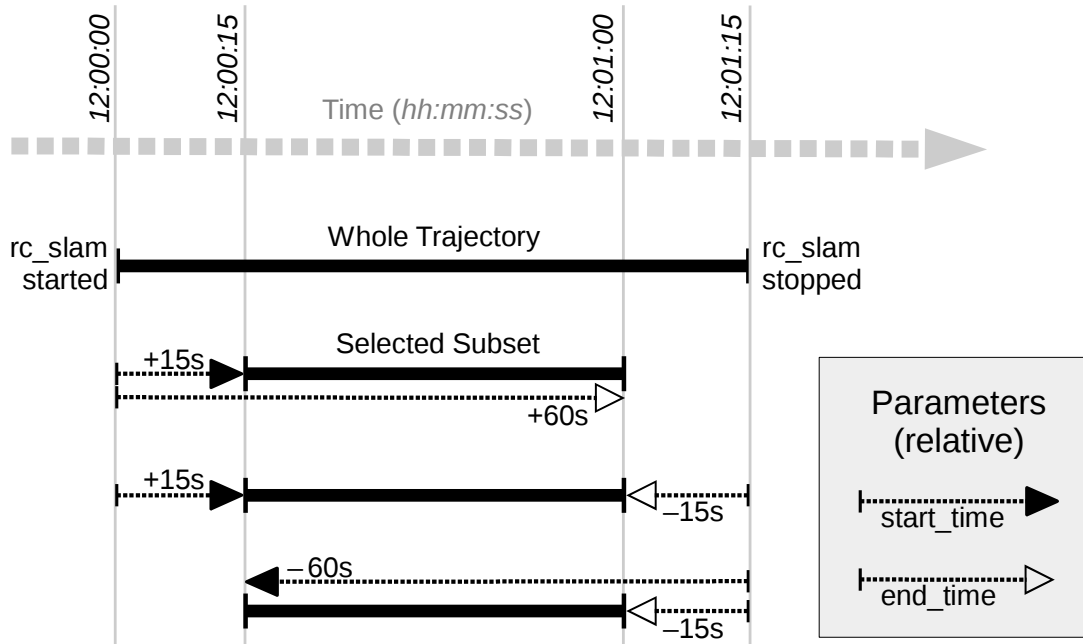 12:00:00
12:00:15
12:01:00
12:01:15
Time (hh:mm:ss)
Whole Trajectory
rc_slam
started
rc_slam
stopped
Selected Subset
+15s
+60s
+15s
–15s
–60s
–15s
Parameters
(relative)
start_time
end_time